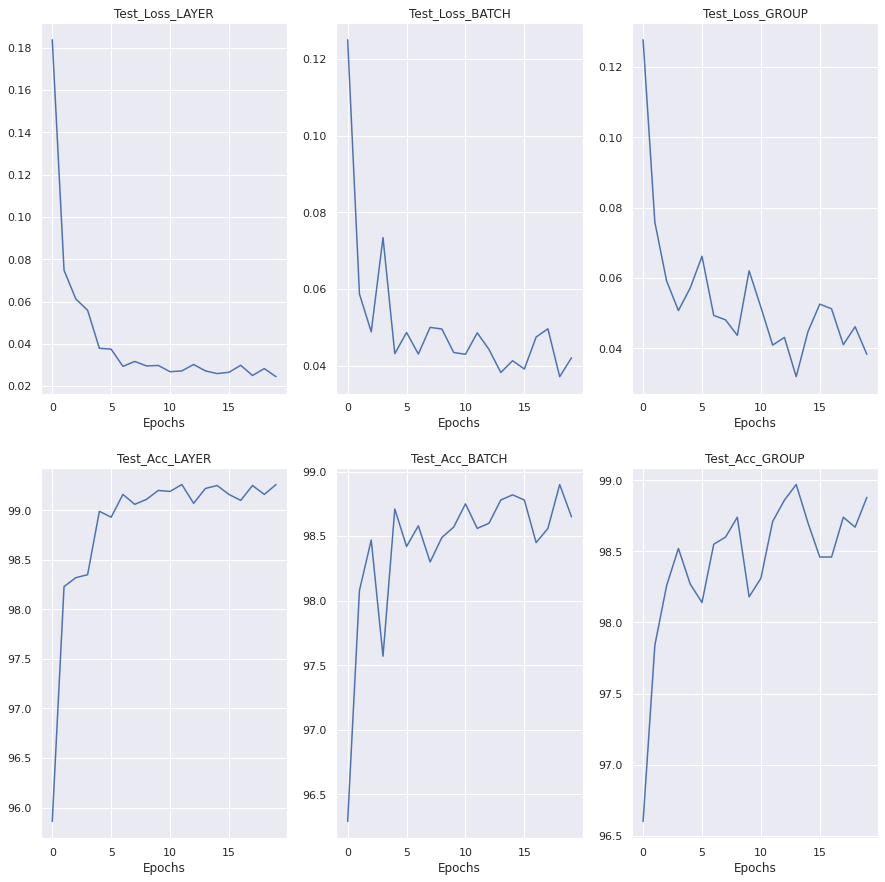 Test_Loss_LAYER
0.18
0.16
0.14
0.12
0.10
0.08
0.06
0.04
0.02
0 5 10 15
Epochs
Test_Loss_BATCH
0.12
0.10
0.08
0.06
0.04
0 5 10 15
Epochs
Test_Loss_GROUP
0.12
0.10
0.08
0.06
0.04
0 5 10 15
Epochs
Test_Acc_LAYER
99.0
98.5
98.0
97.5
97.0
96.5
96.0
0 5 10 15
Epochs
Test_Acc_BATCH
99.0
98.5
98.0
97.5
97.0
96.5
0 5 10 15
Epochs
Test_Acc_GROUP
99.0
98.5
98.0
97.5
97.0
96.5
0 5 10 15
Epochs